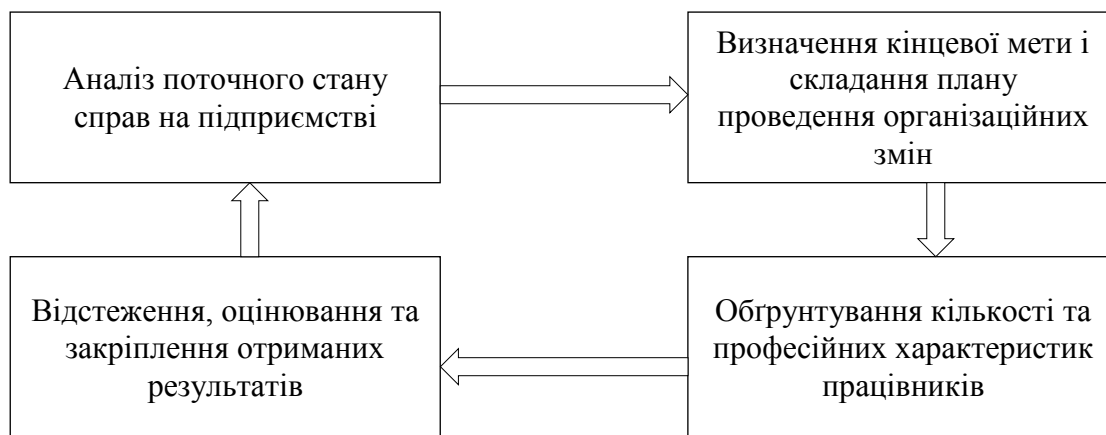 Аналіз поточного стану
справ на підприємстві
Визначення кінцевої мети і
складання плану
проведення організаційних
змін
Обґрунтування кількості та
професійних характеристик
працівників
Відстеження, оцінювання та
закріплення отриманих
результатів